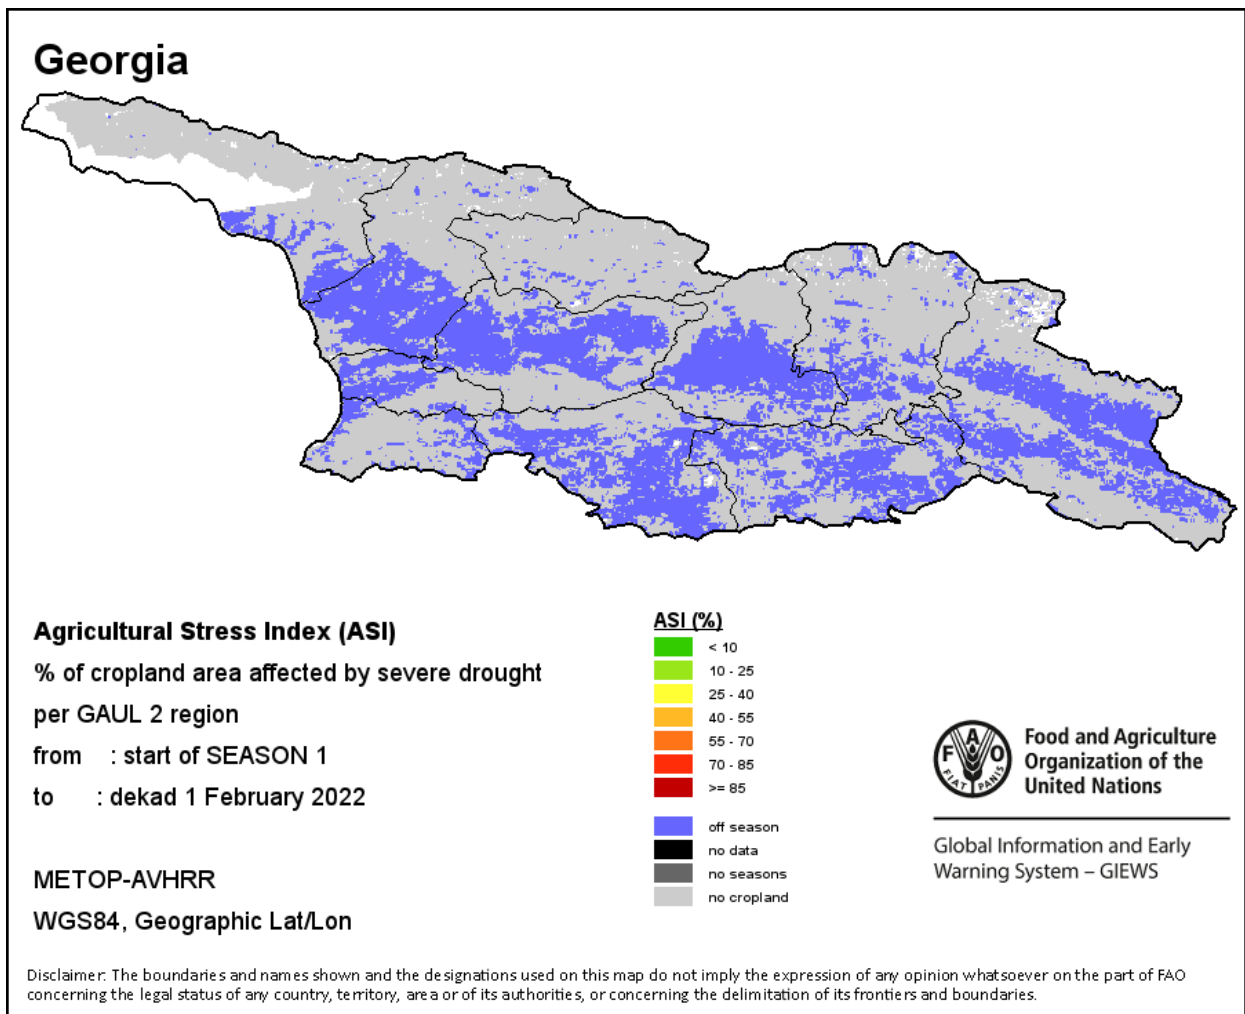 Georgia
Agricultural Stress Index (ASI)
% of cropland area affected by severe drought
per GAUL 2 region
from : start of SEASON 1
to : dekad 1 February 2022
METOP-AVHRR
WGS84, Geographic Lat/Lon
ASI (%)
< 10
10 - 25
25 - 40
40 - 55
55 - 70
70 - 85
>= 85
off season
no data
no seasons
no cropland
F A O
FIAT PANIS
Food and Agriculture
Organization of the
United Nations
Global Information and Early
Warning System – GIEWS
Disclaimer: The boundaries and names shown and the designations used on this map do not imply the expression of any opinion whatsoever on the part of FAO
concerning the legal status of any country, territory, area or of its authorities, or concerning the delimitation of its frontiers and boundaries.